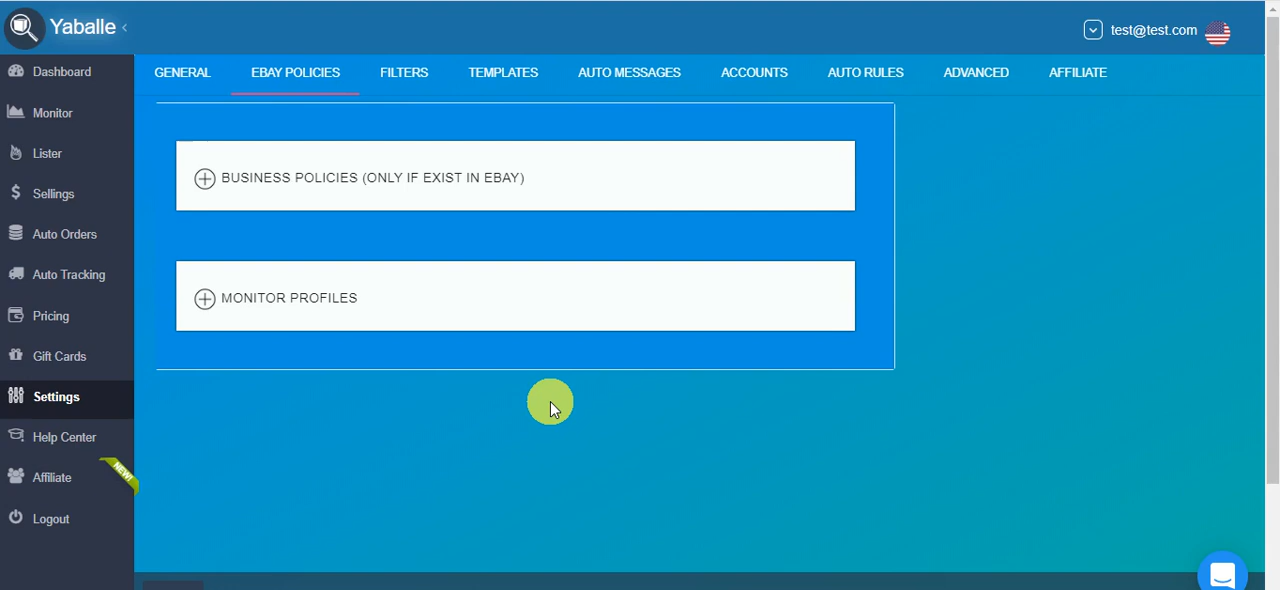 Yaballe
test@test.com
Dashboard
Monitor
Lister
Sellings
Auto Orders
Auto Tracking
Pricing
Gift Cards
Settings
Help Center
Affiliate
NEW!
Logout
GENERAL EBAY POLICIES FILTERS TEMPLATES AUTO MESSAGES ACCOUNTS AUTO RULES ADVANCED AFFILIATE
BUSINESS POLICIES (ONLY IF EXIST IN EBAY)
MONITOR PROFILES